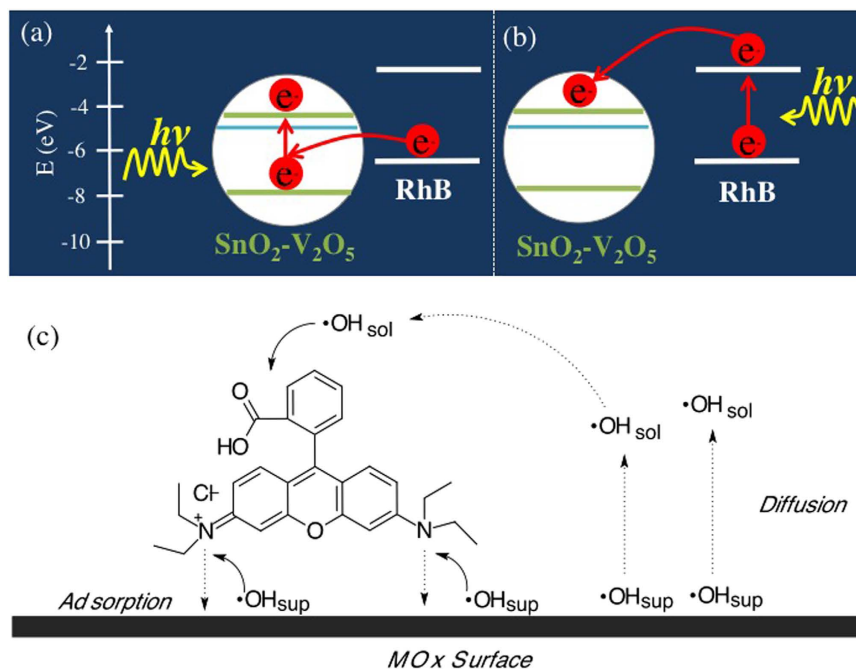 (a)
(b)
E (eV)
-2
-4
-6
-8
-10
hν
e-
e-
e-
RhB
SnO2-V2O5
e-
e-
e-
hν
RhB
SnO2-V2O5
(c)
•OH sol
O
HO
Cl-
N+
O
N
•OH sol
•OH sol
Diffusion
Ad sorption
•OHsup
•OHsup
•OHsup
•OHsup
MOx Surface